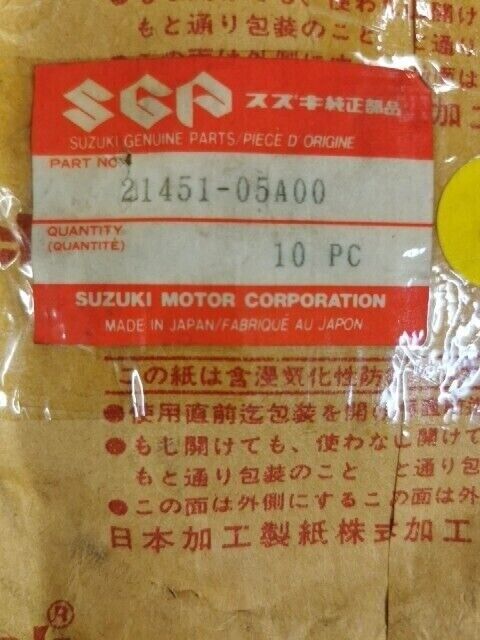 もと通り包装のこと と通り
この面は外側に
SGP スズキ純正部品
SUZUKI GENUINE PARTS/PIECE D'ORIGINE
PART NO.
21451-05A00
QUANTITY
(QUANTITÉ)
10 PC
SUZUKI MOTOR CORPORATION
MADE IN JAPAN/FABRIQUÉ AU JAPON
この紙は含浸気化性防
●使用直前迄包装を開
●もも開けても、使わなし開けて
もと通り包装のこと と通り包
●この面は外側にするこの面は外
日本加工製紙株式加工
®